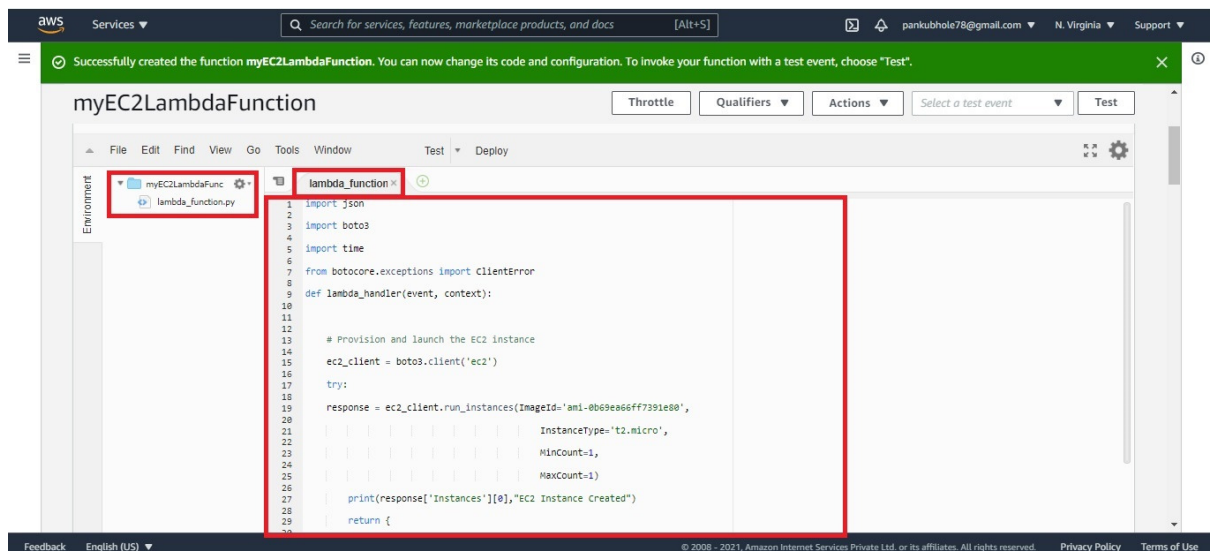 aws Services ▼ Search for services, features, marketplace products, and docs [Alt+S] pankubhole78@gmail.com ▼ N. Virginia ▼ Support ▼
Successfully created the function myEC2LambdaFunction. You can now change its code and configuration. To invoke your function with a test event, choose "Test".
myEC2LambdaFunction Throttle Qualifiers ▼ Actions ▼ Select a test event ▼ Test
File Edit Find View Go Tools Window Test ▼ Deploy
Environment
myEC2LambdaFunc
lambda_function.py
lambda_function ×
1 import json
2
3 import boto3
4
5 import time
6
7 from botocore.exceptions import ClientError
8
9 def lambda_handler(event, context):
10
11
12
13 # Provision and launch the EC2 instance
14
15 ec2_client = boto3.client('ec2')
16
17 try:
18
19 response = ec2_client.run_instances(ImageId='ami-0b69ea66ff7391e80',
20
21 InstanceType='t2.micro',
22
23 MinCount=1,
24
25 MaxCount=1)
26
27 print(response['Instances'][0],"EC2 Instance Created")
28
29 return {
Feedback English (US) ▼ © 2008 - 2021, Amazon Internet Services Private Ltd. or its affiliates. All rights reserved. Privacy Policy Terms of Use